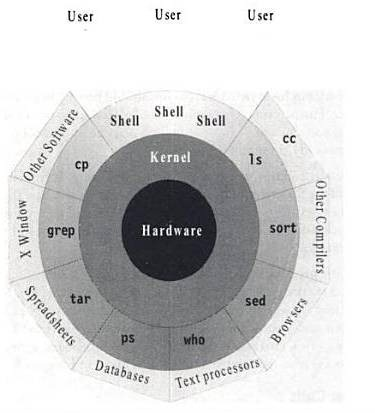 User User User
Shell Shell Shell
Other Software
cp
Kernel
ls
cc
X Window
grep
Hardware
sort
Other Compilers
Spreadsheets
tar
sed
Browsers
ps
who
Databases
Text processors